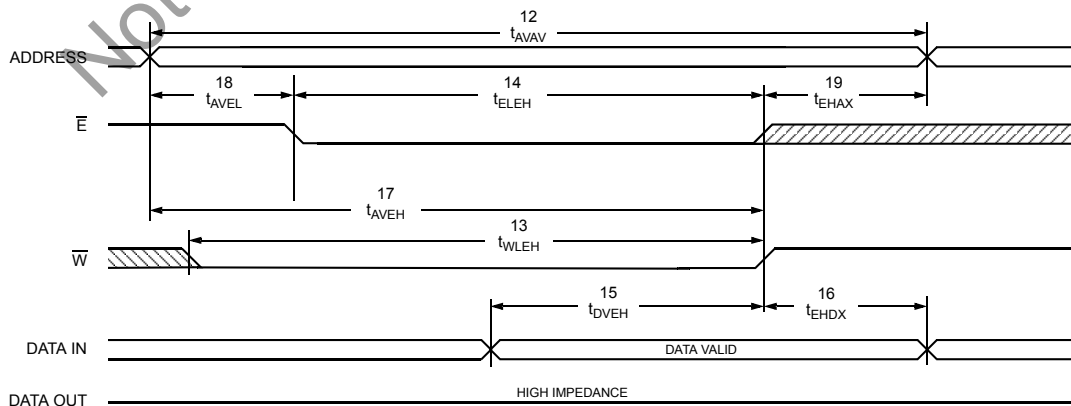 Not
12
tAVAV
ADDRESS
18
tAVEL
14
tELEH
19
tEHAX
E
17
tAVEH
13
tWLEH
W
15
tDVEH
16
tEHDX
DATA IN
DATA VALID
DATA OUT
HIGH IMPEDANCE